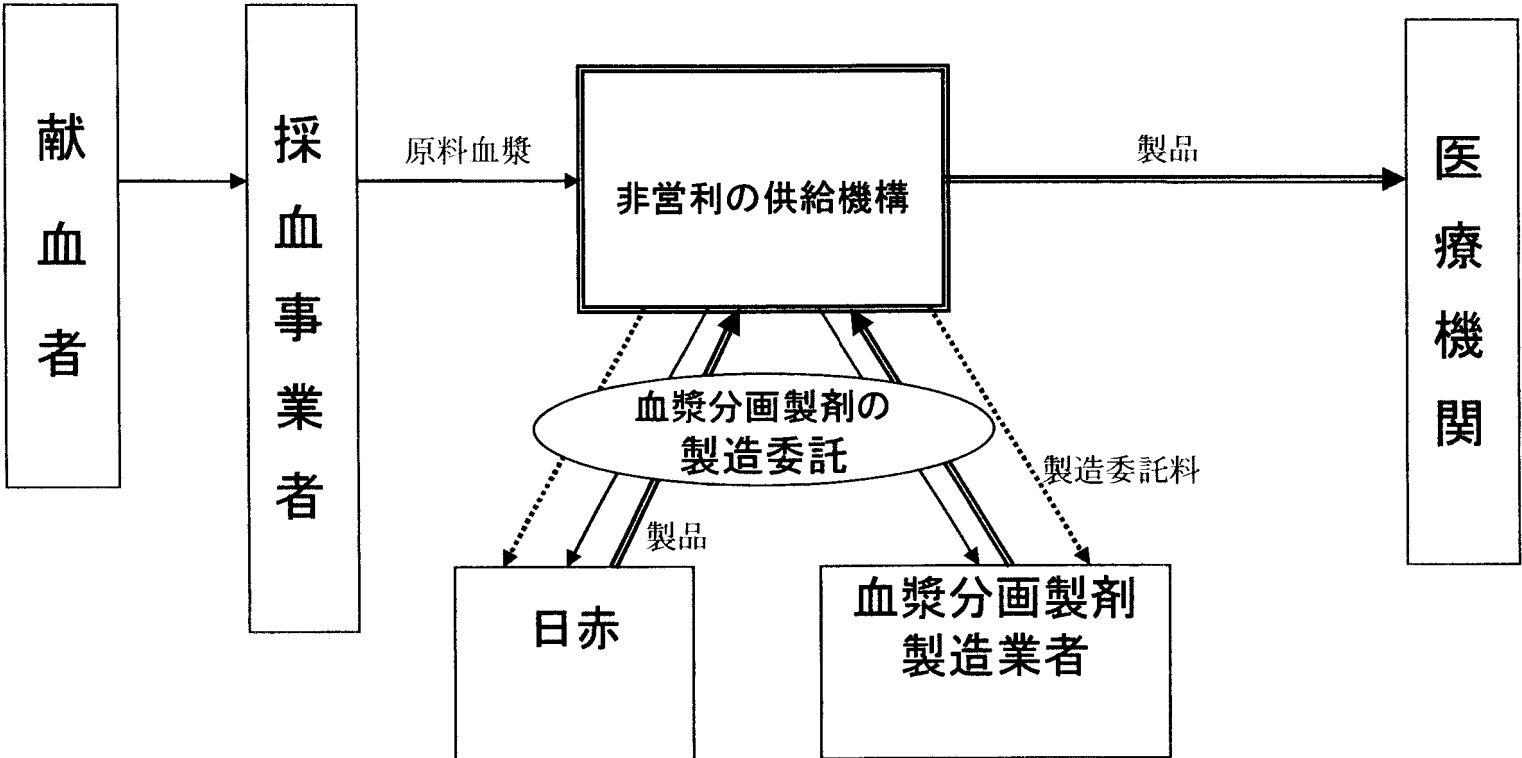 献血者
採血事業者
原料血漿
非営利の供給機構
製品
医療機関
血漿分画製剤の
製造委託
製造委託料
製品
日赤
血漿分画製剤
製造業者